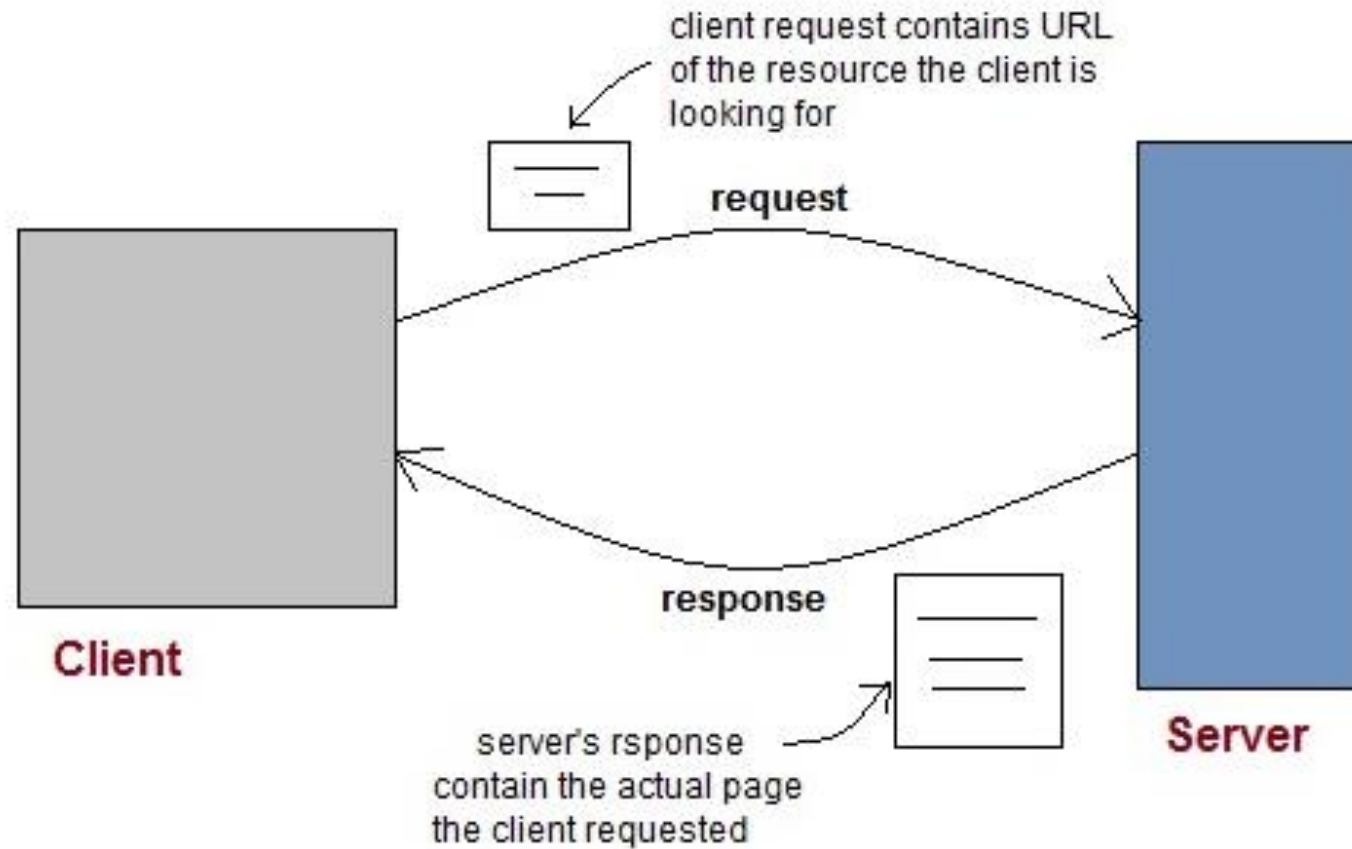 client request contains URL
of the resource the client is
looking for
request
response
Client
Server
server's rsponse
contain the actual page
the client requested